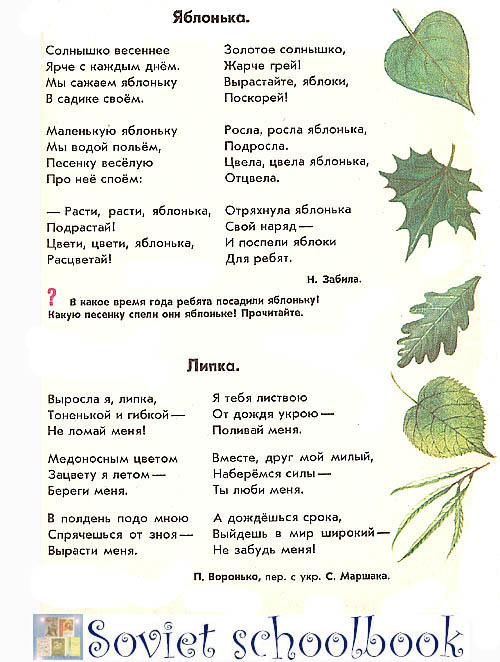 Яблонька.
Солнышко весеннее
Ярче с каждым днём.
Мы сажаем яблоньку
В садике своём.
Маленькую яблоньку
Мы водой польём,
Песенку весёлую
Про неё споём:
— Расти, расти, яблонька,
Подрастай!
Цвети, цвети, яблонька,
Расцветай!
Золотое солнышко,
Жарче грей!
Вырастайте, яблоки,
Поскорей!
Росла, росла яблонька,
Подросла.
Цвела, цвела яблонька,
Отцвела.
Отряхнула яблонька
Свой наряд—
И поспели яблоки
Для ребят.
Н. Забила.
? В какое время года ребята посадили яблоньку?
Какую песенку спели они яблоньке? Прочитайте.
Липка.
Выросла я, липка,
Тоненькой и гибкой—
Не ломай меня!
Медоносным цветом
Зацвету я летом—
Береги меня.
В полдень подо мною
Спрячешься от зноя—
Вырасти меня.
Я тебя листвою
От дождя укрою—
Поливай меня.
Вместе, друг мой милый,
Наберёмся силы—
Ты люби меня.
А дождёшься срока,
Выйдешь в мир широкий—
Не забудь меня!
П. Воронько, пер. с укр. С. Маршака.
Soviet schoolbook